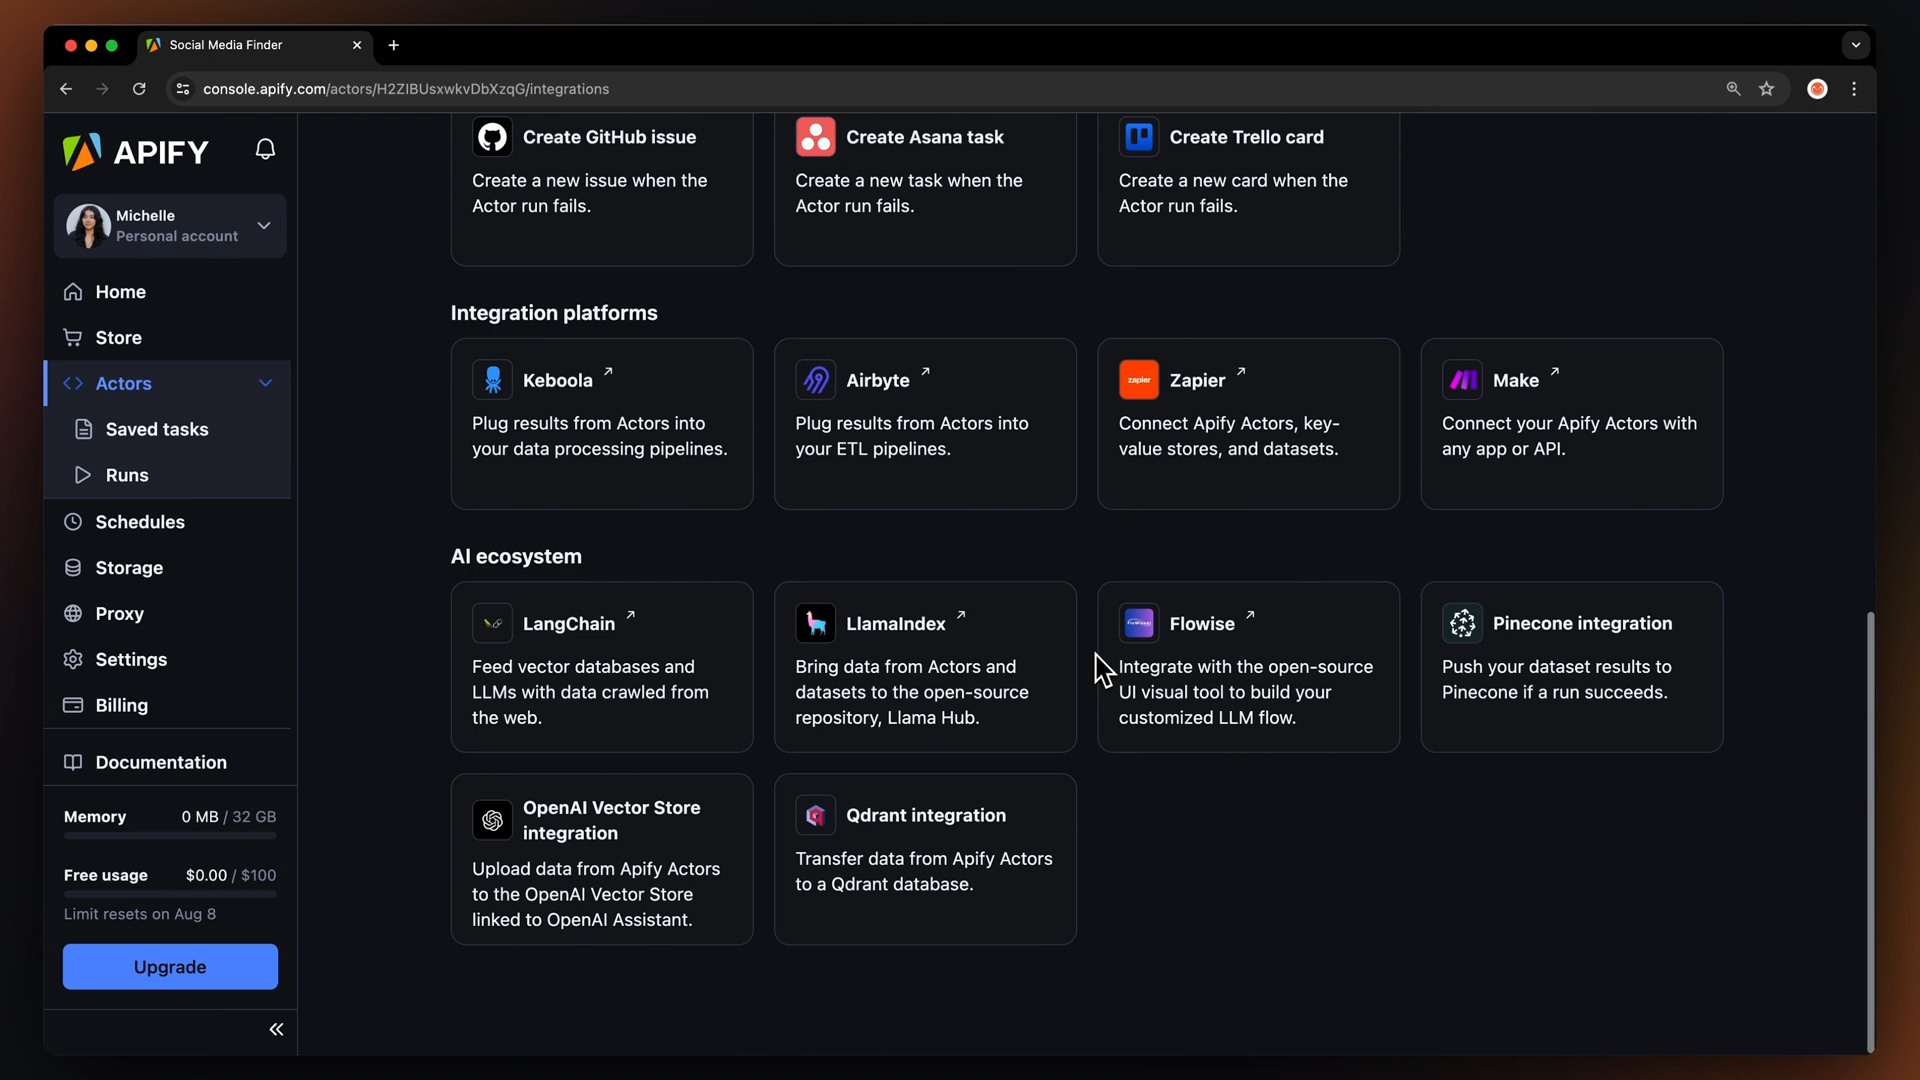 Social Media Finder
console.apify.com/actors/H2ZIBUsxwkvDbXzqG/integrations
APIFY
Michelle
Personal account
Home
Store
Actors
Saved tasks
Runs
Schedules
Storage
Proxy
Settings
Billing
Documentation
Memory 0 MB / 32 GB
Free usage $0.00 / $100
Limit resets on Aug 8
Upgrade
Create GitHub issue
Create a new issue when the
Actor run fails.
Create Asana task
Create a new task when the
Actor run fails.
Create Trello card
Create a new card when the
Actor run fails.
Integration platforms
Keboola
Plug results from Actors into
your data processing pipelines.
Airbyte
Plug results from Actors into
your ETL pipelines.
zapier
Zapier
Connect Apify Actors, key-
value stores, and datasets.
Make
Connect your Apify Actors with
any app or API.
AI ecosystem
LangChain
Feed vector databases and
LLMs with data crawled from
the web.
LlamaIndex
Bring data from Actors and
datasets to the open-source
repository, Llama Hub.
Flowise
Integrate with the open-source
UI visual tool to build your
customized LLM flow.
Pinecone integration
Push your dataset results to
Pinecone if a run succeeds.
OpenAI Vector Store
integration
Upload data from Apify Actors
to the OpenAI Vector Store
linked to OpenAI Assistant.
Qdrant integration
Transfer data from Apify Actors
to a Qdrant database.